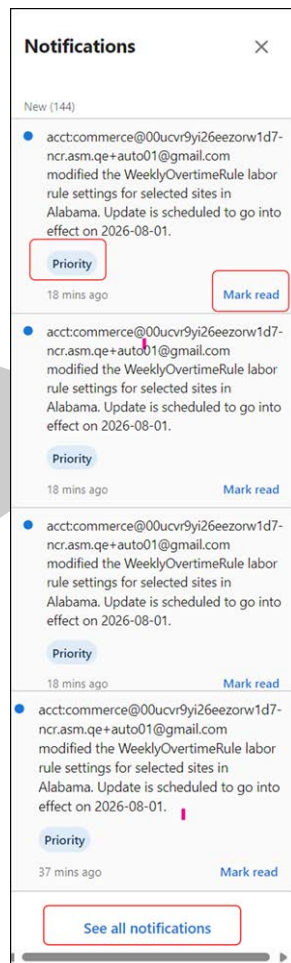 Notifications
New (144)
acct:commerce@00ucvr9yi26eezorw1d7-
ncr.asm.qe+auto01@gmail.com
modified the WeeklyOvertimeRule labor
rule settings for selected sites in
Alabama. Update is scheduled to go into
effect on 2026-08-01.
Priority
18 mins ago Mark read
acct:commerce@00ucvr9yi26eezorw1d7-
ncr.asm.qe+auto01@gmail.com
modified the WeeklyOvertimeRule labor
rule settings for selected sites in
Alabama. Update is scheduled to go into
effect on 2026-08-01.
Priority
18 mins ago Mark read
acct:commerce@00ucvr9yi26eezorw1d7-
ncr.asm.qe+auto01@gmail.com
modified the WeeklyOvertimeRule labor
rule settings for selected sites in
Alabama. Update is scheduled to go into
effect on 2026-08-01.
Priority
18 mins ago Mark read
acct:commerce@00ucvr9yi26eezorw1d7-
ncr.asm.qe+auto01@gmail.com
modified the WeeklyOvertimeRule labor
rule settings for selected sites in
Alabama. Update is scheduled to go into
effect on 2026-08-01.
Priority
37 mins ago Mark read
See all notifications